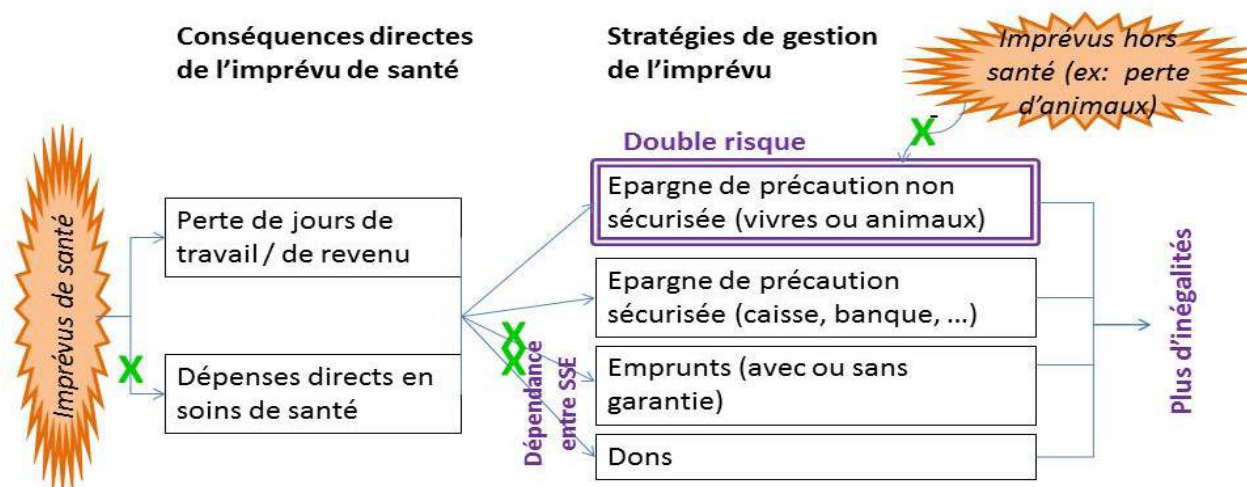 Conséquences directes
de l'imprévu de santé
Stratégies de gestion
de l'imprévu
Imprévus hors
santé (ex: perte
d'animaux)
X
-
Double risque
Imprévus de santé
Perte de jours de
travail / de revenu
X
Dépenses directs en
soins de santé
X
X
Dépendance
entre SSE
Epargne de précaution non
sécurisée (vivres ou animaux)
Epargne de précaution
sécurisée (caisse, banque, ...)
Emprunts (avec ou sans
garantie)
Dons
Plus d'inégalités